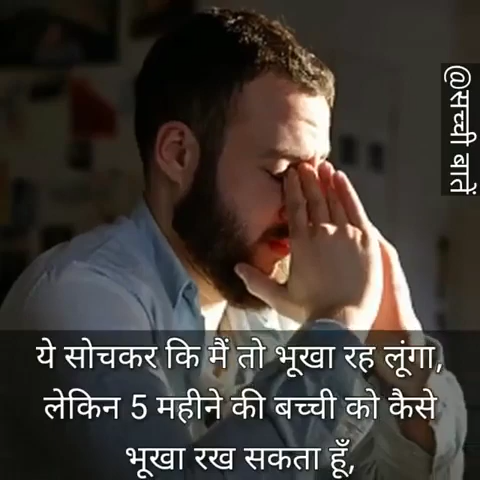 @सच्ची बातें
ये सोचकर कि मैं तो भूखा रह लूंगा,
लेकिन 5 महीने की बच्ची को कैसे
भूखा रख सकता हूँ,